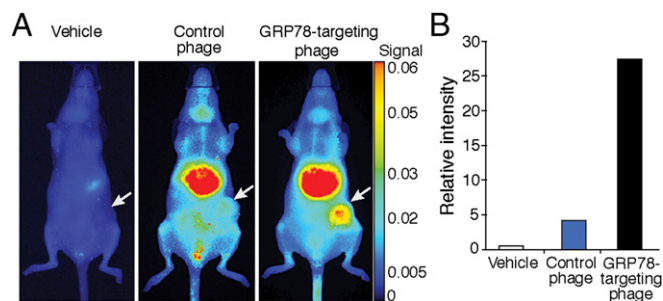 A
Vehicle
Control
phage
GRP78-targeting
phage
Signal
0.06
0.05
0.03
0.02
0.005
0
B
Relative intensity
30
25
20
15
10
5
0
Vehicle
Control
phage
GRP78-
targeting
phage